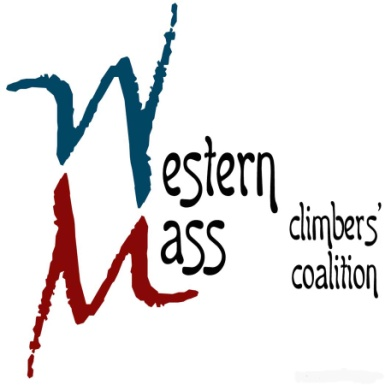 Western
Mass
climbers'
coalition